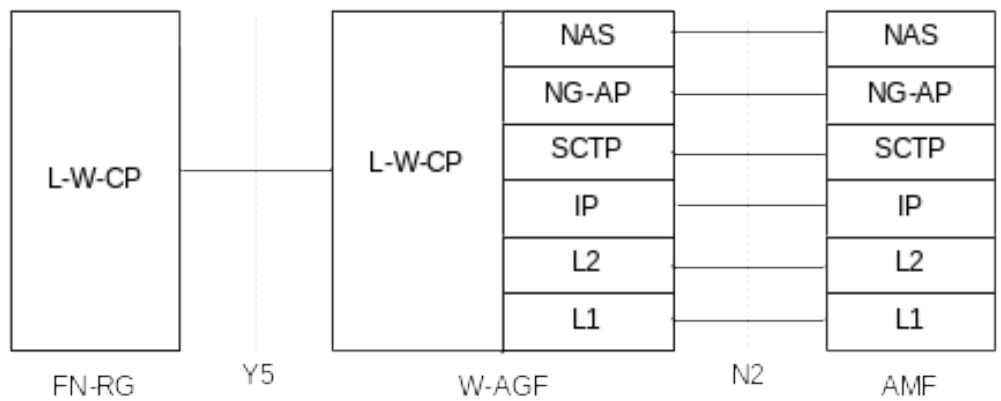 L-W-CP
L-W-CP
NAS
NG-AP
SCTP
IP
L2
L1
NAS
NG-AP
SCTP
IP
L2
L1
FN-RG
Y5
W-AGF
N2
AMF